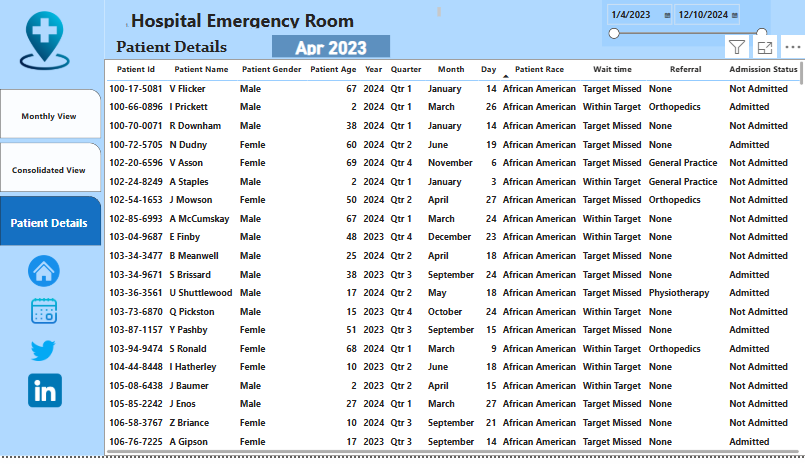 Hospital Emergency Room
1/4/2023 12/10/2024
Patient Details Apr 2023
Patient Id Patient Name Patient Gender Patient Age Year Quarter Month Day Patient Race Wait time Referral Admission Status
100-17-5081 V Flicker Male 67 2024 Qtr 1 January 14 African American Target Missed None Not Admitted
100-66-0896 I Prickett Male 2 2024 Qtr 1 March 26 African American Within Target Orthopedics Admitted
100-70-0071 R Downham Male 38 2024 Qtr 1 January 14 African American Target Missed None Not Admitted
100-72-5705 N Dudny Femle 60 2024 Qtr 2 June 19 African American Target Missed None Admitted
102-20-6596 V Asson Femle 69 2024 Qtr 4 November 6 African American Target Missed General Practice Not Admitted
102-24-8249 A Staples Male 2 2024 Qtr 1 January 3 African American Within Target General Practice Not Admitted
102-54-1653 J Mowson Femle 50 2024 Qtr 2 April 27 African American Target Missed Orthopedics Not Admitted
102-85-6993 A McCumskay Male 67 2024 Qtr 1 March 24 African American Within Target None Not Admitted
103-04-9687 E Finby Male 48 2023 Qtr 4 December 23 African American Within Target None Not Admitted
103-34-3477 B Meanwell Male 25 2024 Qtr 2 April 18 African American Target Missed None Not Admitted
103-34-9671 S Brissard Male 38 2023 Qtr 3 September 24 African American Target Missed None Admitted
103-36-3561 U Shuttlewood Male 17 2024 Qtr 2 May 18 African American Target Missed Physiotherapy Admitted
103-73-6870 Q Pickston Male 15 2023 Qtr 4 October 24 African American Within Target None Not Admitted
103-87-1157 Y Pashby Femle 51 2023 Qtr 3 September 15 African American Target Missed None Admitted
103-94-9474 S Ronald Femle 68 2024 Qtr 1 March 9 African American Within Target Orthopedics Admitted
104-44-8448 I Hatherley Femle 10 2023 Qtr 2 June 18 African American Within Target None Not Admitted
105-08-6438 J Baumer Male 2 2023 Qtr 2 April 15 African American Within Target None Not Admitted
105-85-2242 J Enos Male 27 2024 Qtr 1 March 27 African American Target Missed None Not Admitted
106-58-3767 Z Briance Femle 10 2023 Qtr 3 September 21 African American Target Missed None Not Admitted
106-76-7225 A Gipson Femle 17 2023 Qtr 3 September 14 African American Target Missed None Admitted
Monthly View
Consolidated View
Patient Details
in